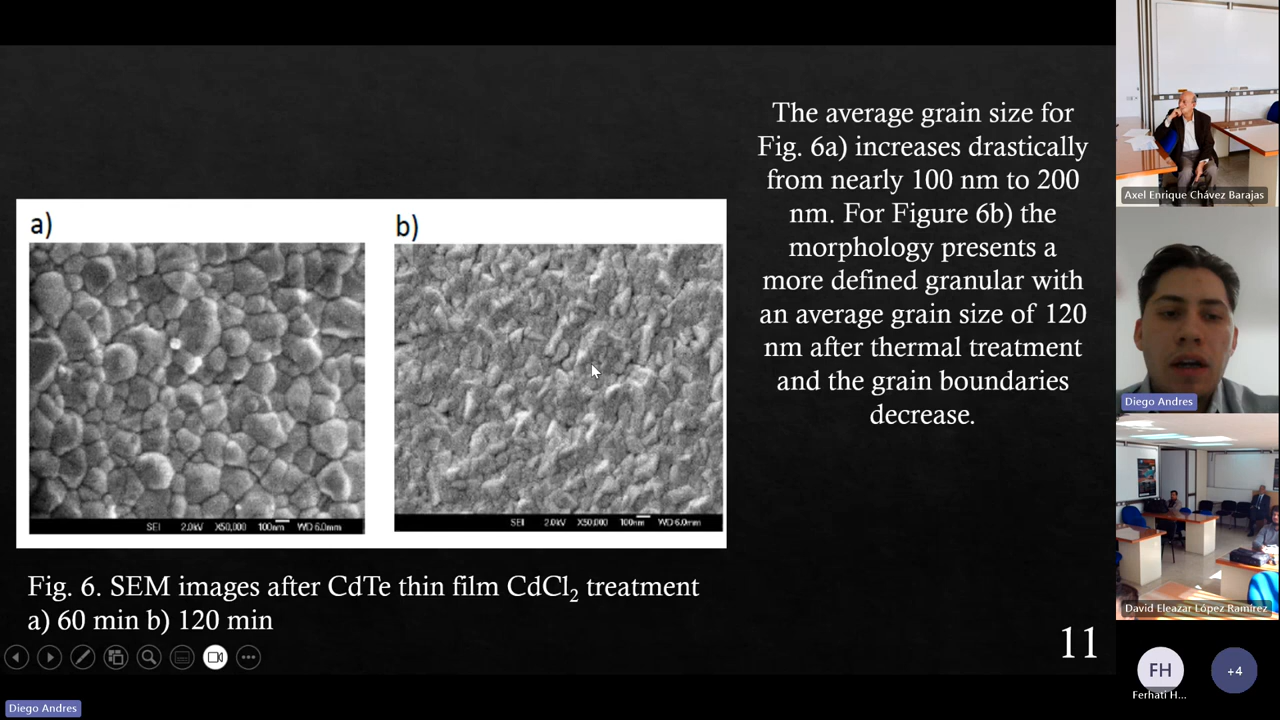 The average grain size for
Fig. 6a) increases drastically
from nearly 100 nm to 200
nm. For Figure 6b) the
morphology presents a
more defined granular with
an average grain size of 120
nm after thermal treatment
and the grain boundaries
decrease.
a)
b)
SEI 2.0kV X50,000 100nm WD 6.0mm
SEI 2.0kV X30,000 100nm WD 6.0mm
Fig. 6. SEM images after CdTe thin film CdCl₂ treatment
a) 60 min b) 120 min
11
Diego Andres
Axel Enrique Chávez Barajas
Diego Andres
David Eleazar López Ramírez
FH
Ferhati H...
+4